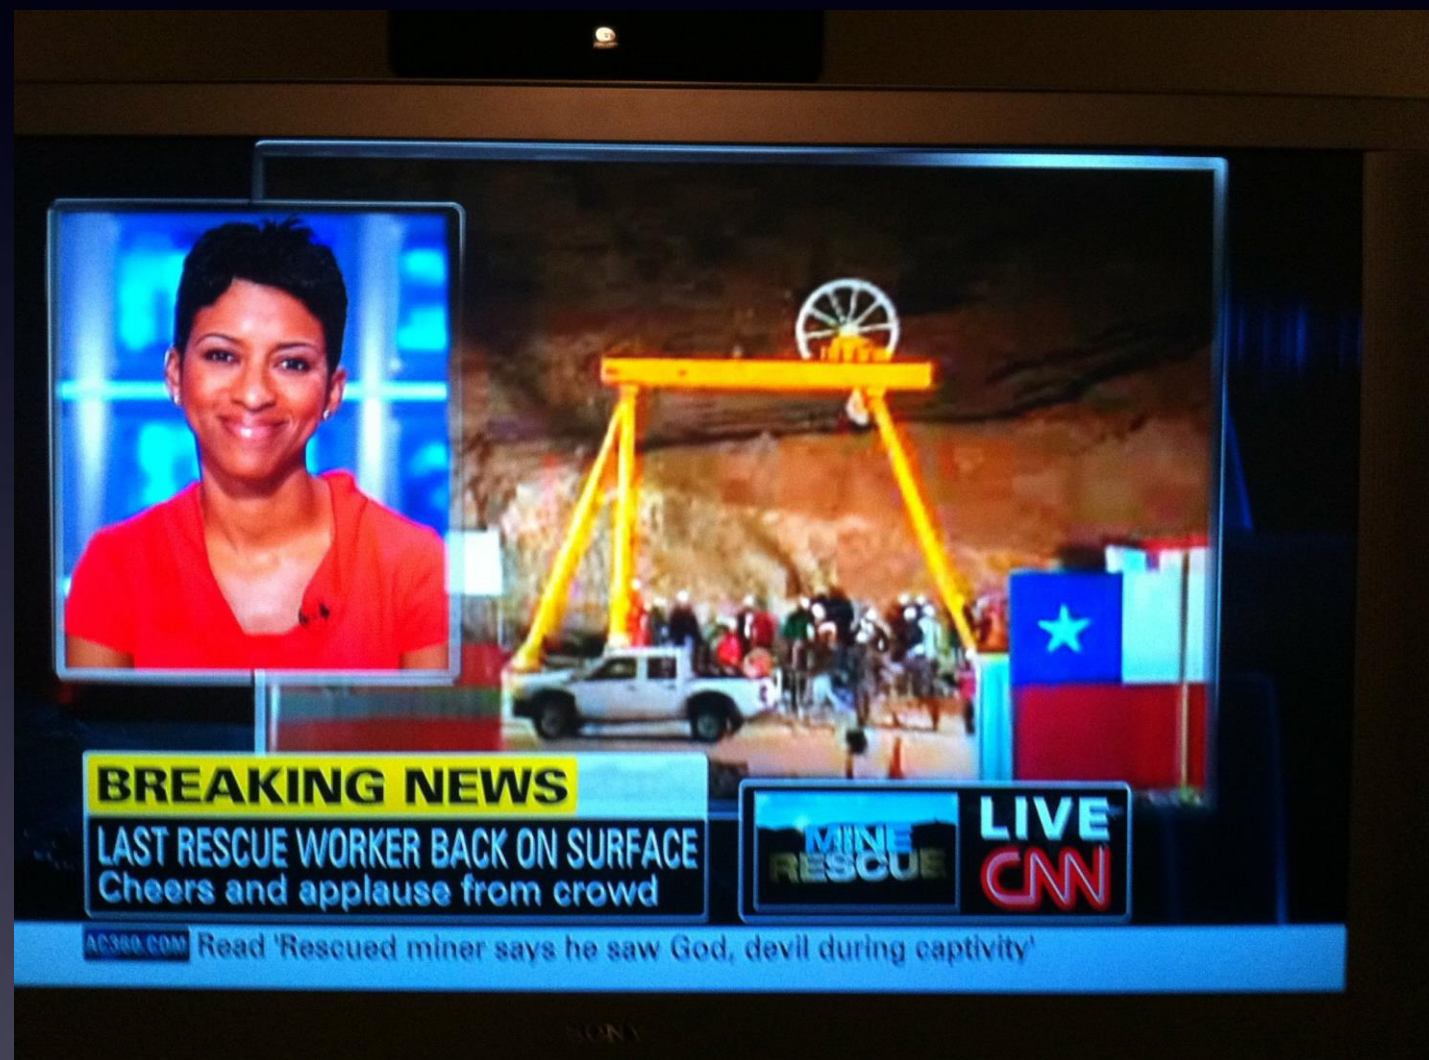 BREAKING NEWS
LAST RESCUE WORKER BACK ON SURFACE
Cheers and applause from crowd
MINE
RESCUE
LIVE
CNN
AC360.COM Read 'Rescued miner says he saw God, devil during captivity'
SONY